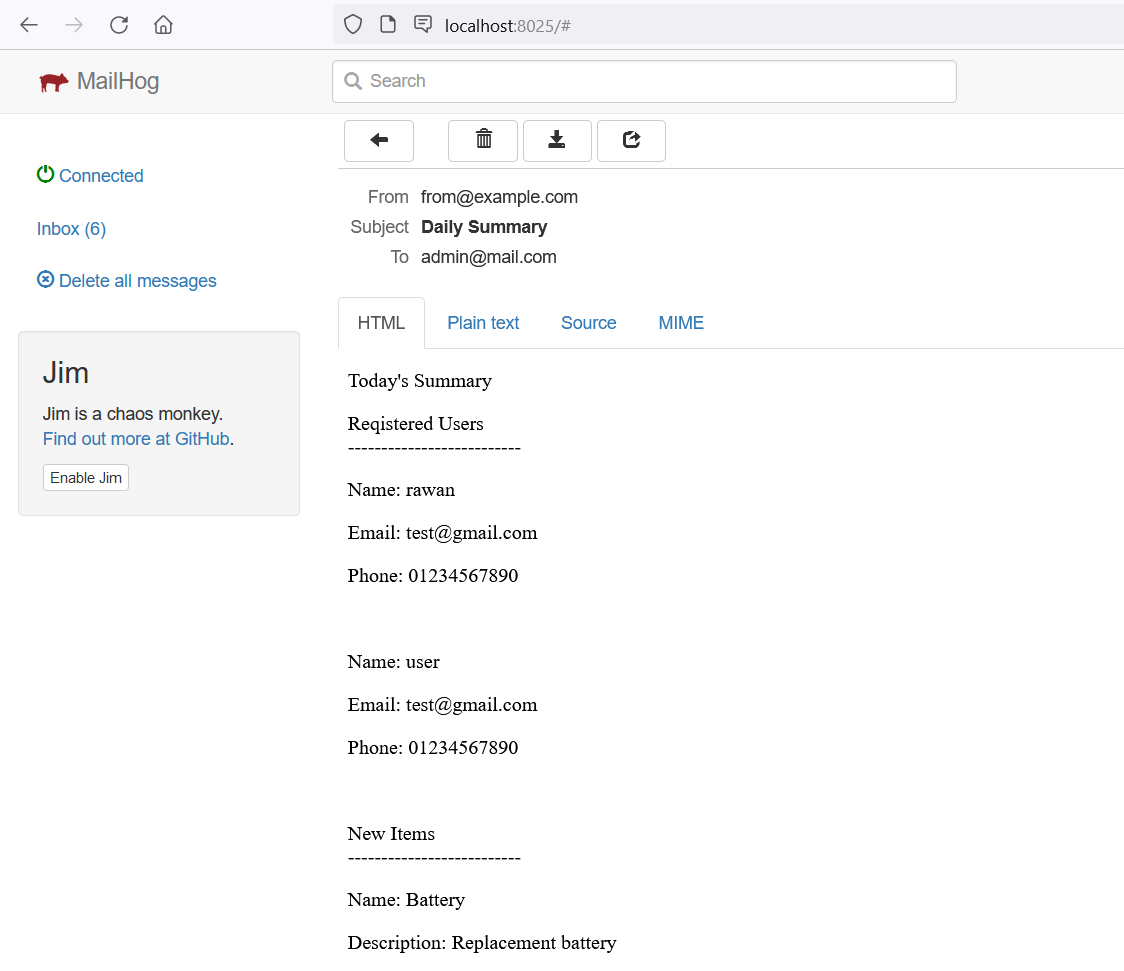 localhost:8025/#
MailHog
Search
Connected
Inbox (6)
Delete all messages
Jim
Jim is a chaos monkey.
Find out more at GitHub.
Enable Jim
From from@example.com
Subject Daily Summary
To admin@mail.com
HTML Plain text Source MIME
Today's Summary
Reqistered Users
--------------------------
Name: rawan
Email: test@gmail.com
Phone: 01234567890
Name: user
Email: test@gmail.com
Phone: 01234567890
New Items
--------------------------
Name: Battery
Description: Replacement battery